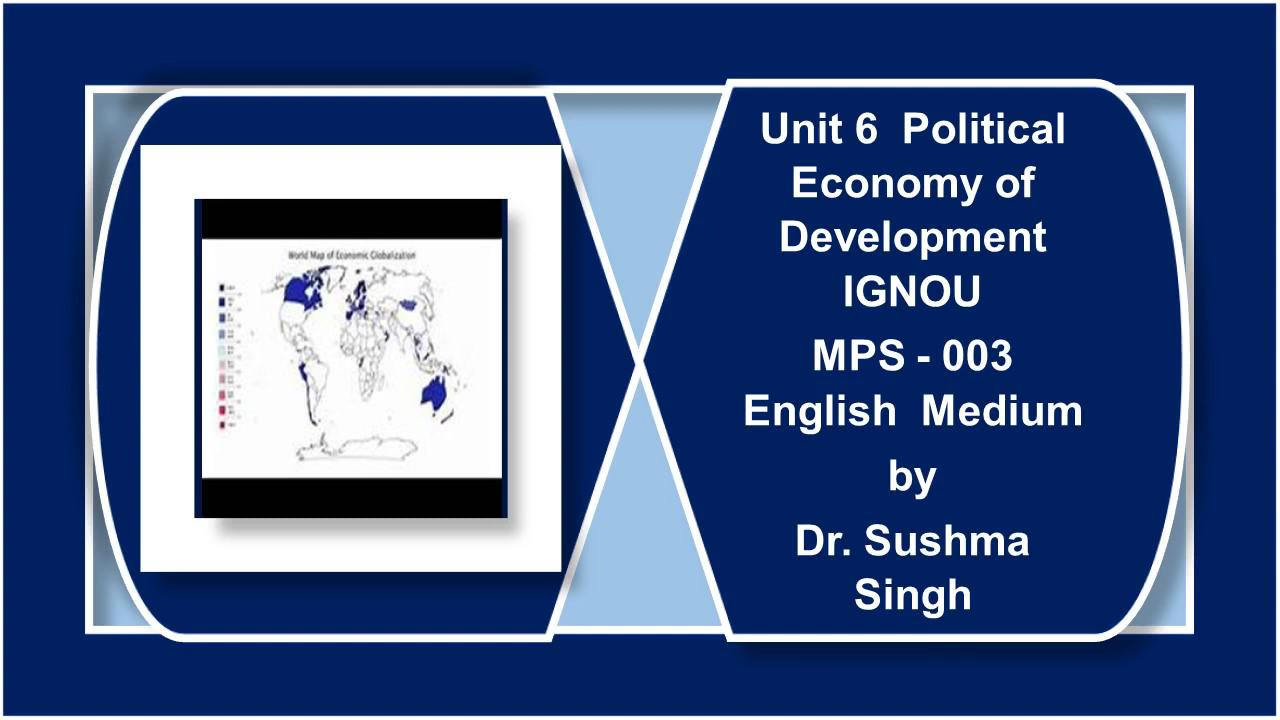 World Map of Economic Globalization
Unit 6 Political
Economy of
Development
IGNOU
MPS - 003
English Medium
by
Dr. Sushma
Singh